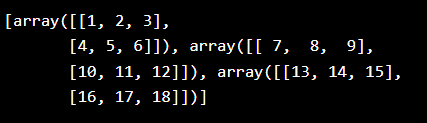 [array([[1, 2, 3],
       [4, 5, 6]]), array([[ 7,  8,  9],
       [10, 11, 12]]), array([[13, 14, 15],
       [16, 17, 18]])]